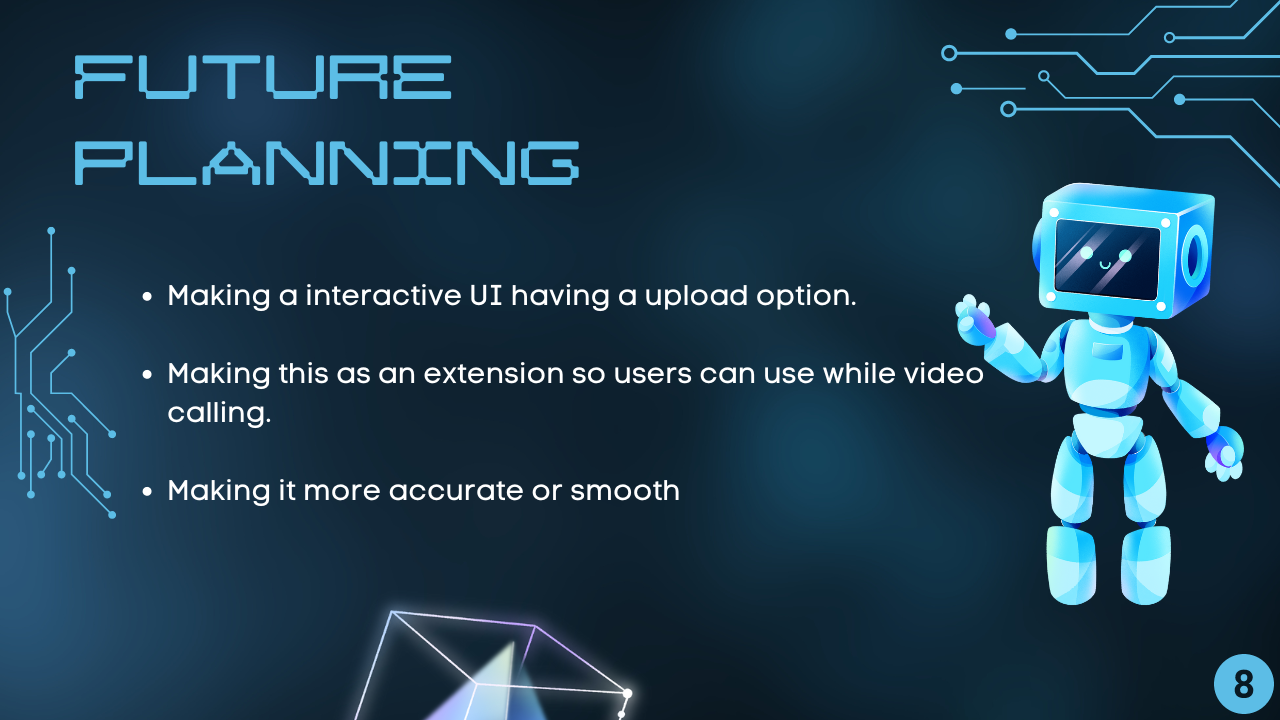 FUTURE
PLANNING
• Making a interactive UI having a upload option.
• Making this as an extension so users can use while video
calling.
• Making it more accurate or smooth
8